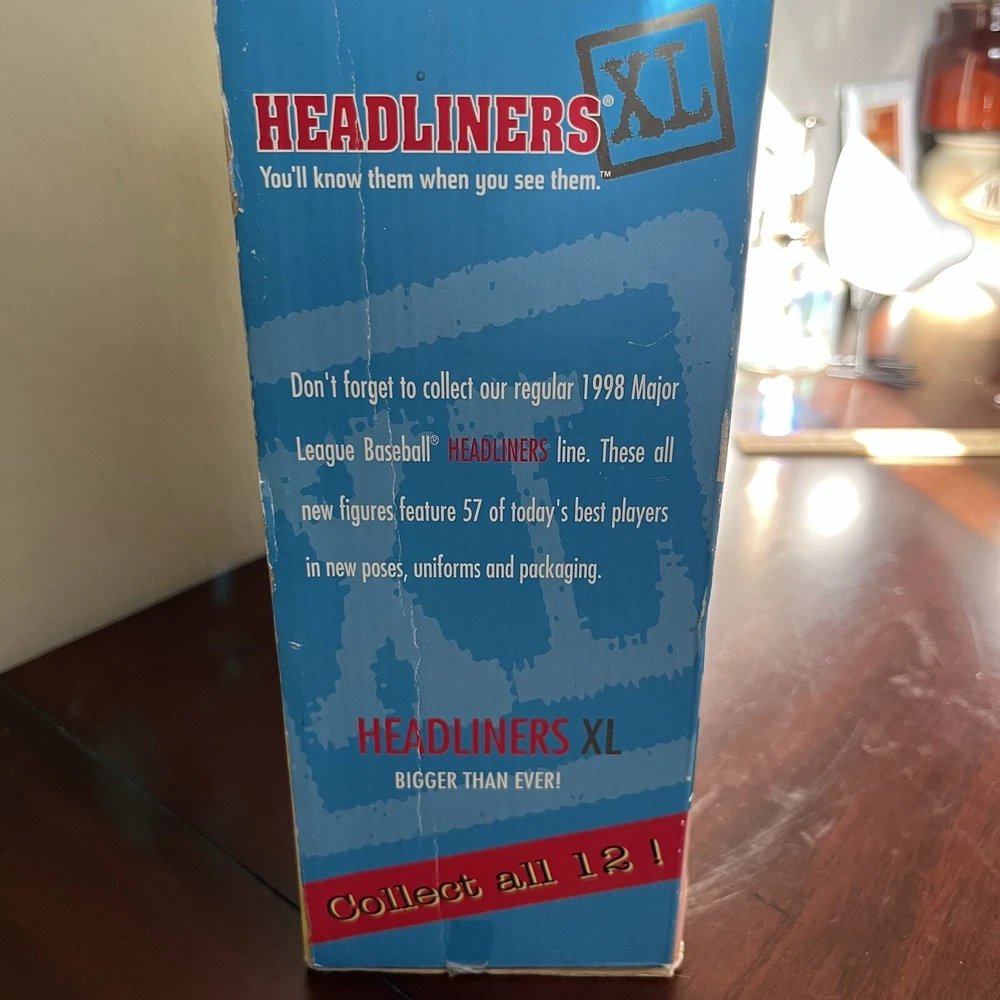 HEADLINERS® XL
You'll know them when you see them.™
Don't forget to collect our regular 1998 Major
League Baseball® HEADLINERS line. These all
new figures feature 57 of today's best players
in new poses, uniforms and packaging.
HEADLINERS XL
BIGGER THAN EVER!
Collect all 12 !